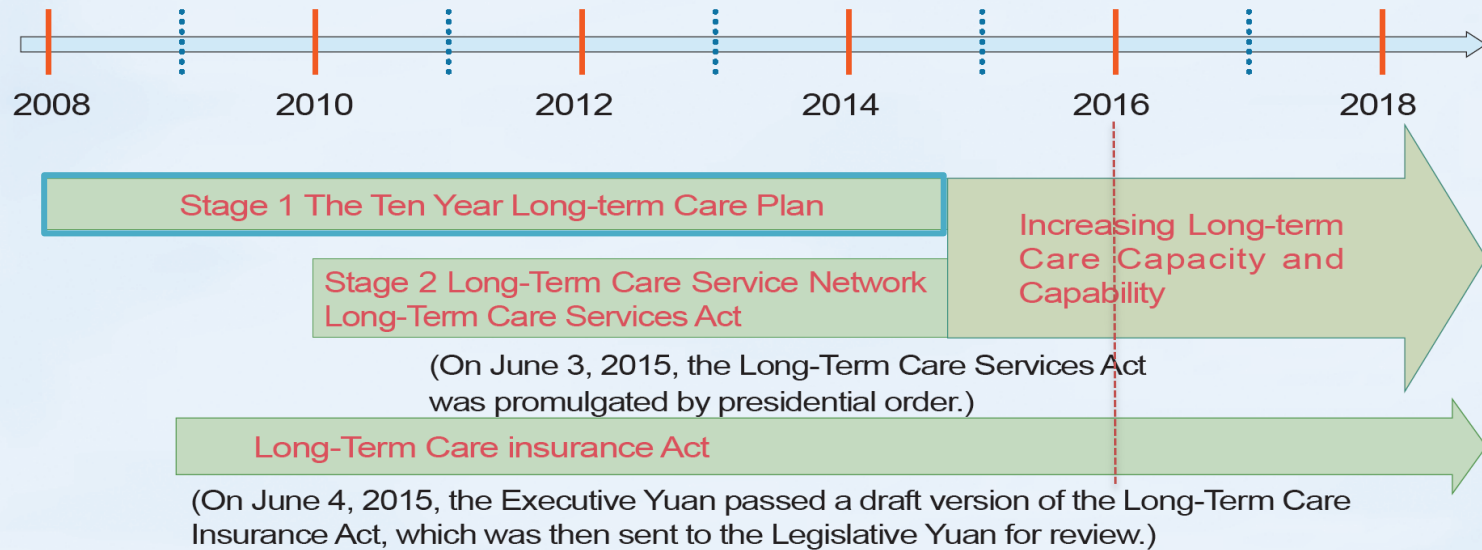 2008 2010 2012 2014 2016 2018
Stage 1 The Ten Year Long-term Care Plan
Increasing Long-term
Care Capacity and
Capability
Stage 2 Long-Term Care Service Network
Long-Term Care Services Act
(On June 3, 2015, the Long-Term Care Services Act
was promulgated by presidential order.)
Long-Term Care insurance Act
(On June 4, 2015, the Executive Yuan passed a draft version of the Long-Term Care
Insurance Act, which was then sent to the Legislative Yuan for review.)